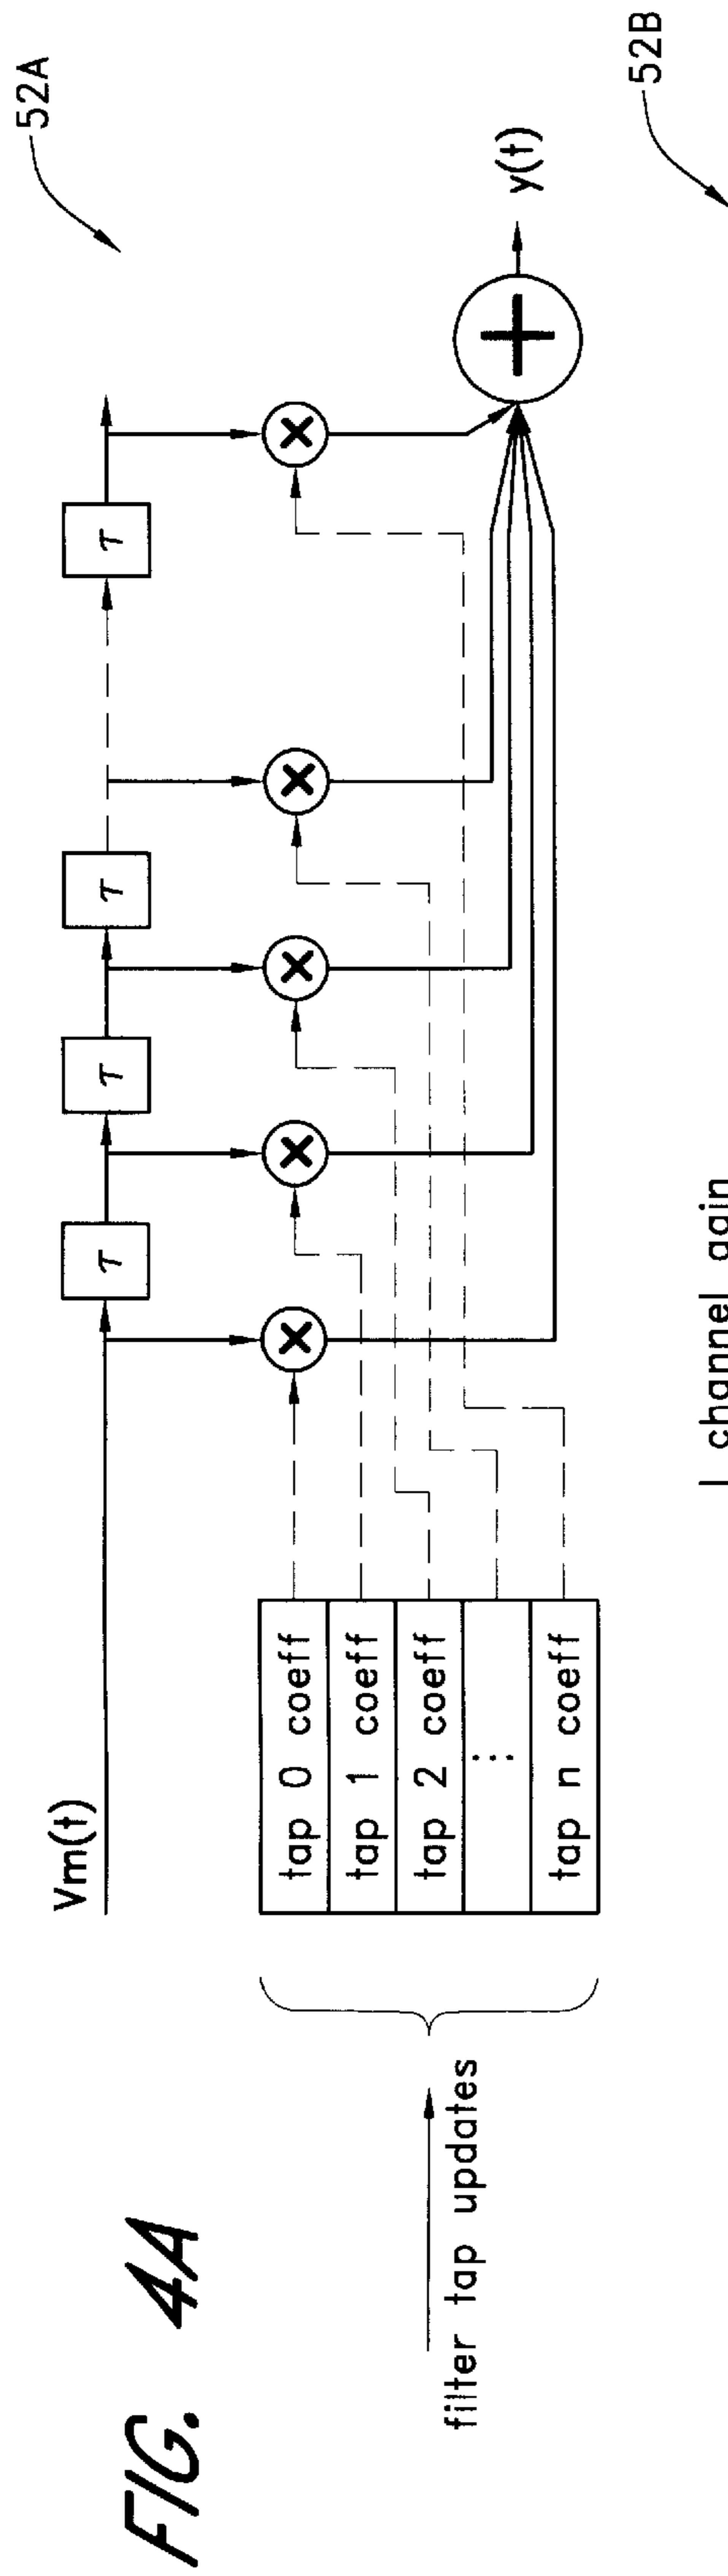 FIG. 4A
52A
Vm(t)
τ
τ
τ
τ
×
×
×
×
×
+
y(t)
tap 0 coeff
tap 1 coeff
tap 2 coeff
⋮
tap n coeff
filter tap updates
52B
I channel gain